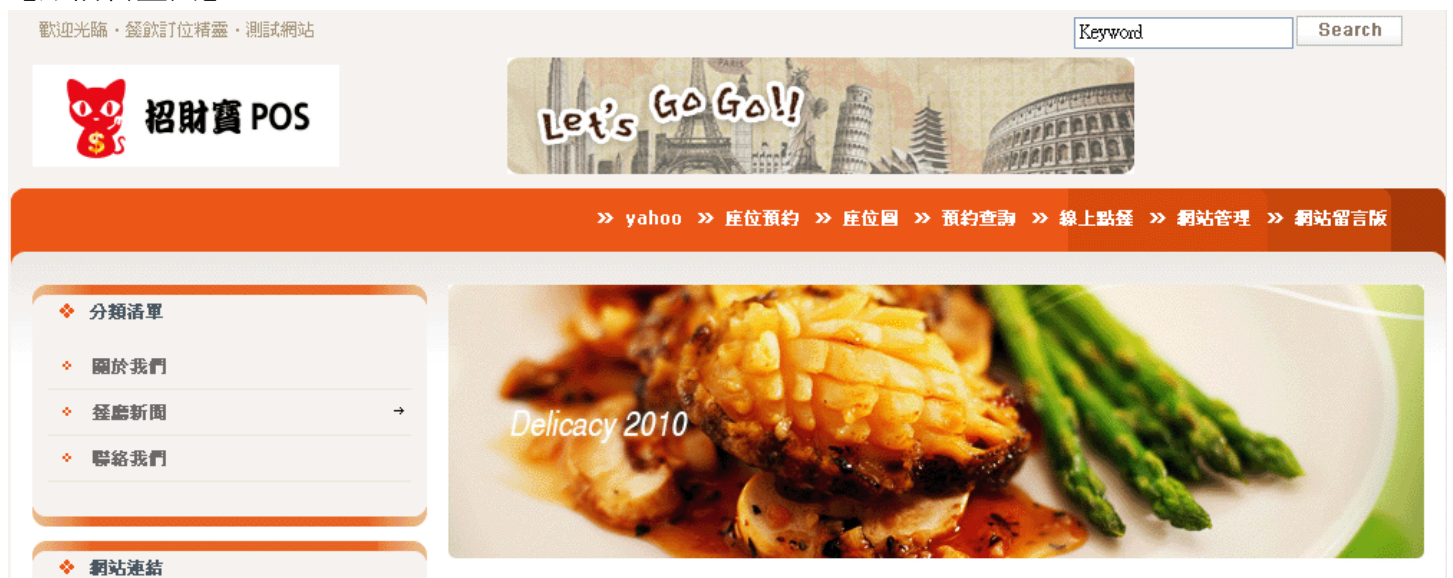 歡迎光臨・餐飲訂位精靈・測試網站
Keyword
Search
招財寶 POS
PARIS
Let's Go Go!!
» yahoo » 座位預約 » 座位圖 » 預約查詢 » 線上點餐 » 網站管理 » 網站留言版
分類清單
關於我們
餐廳新聞
聯絡我們
Delicacy 2010
網站連結